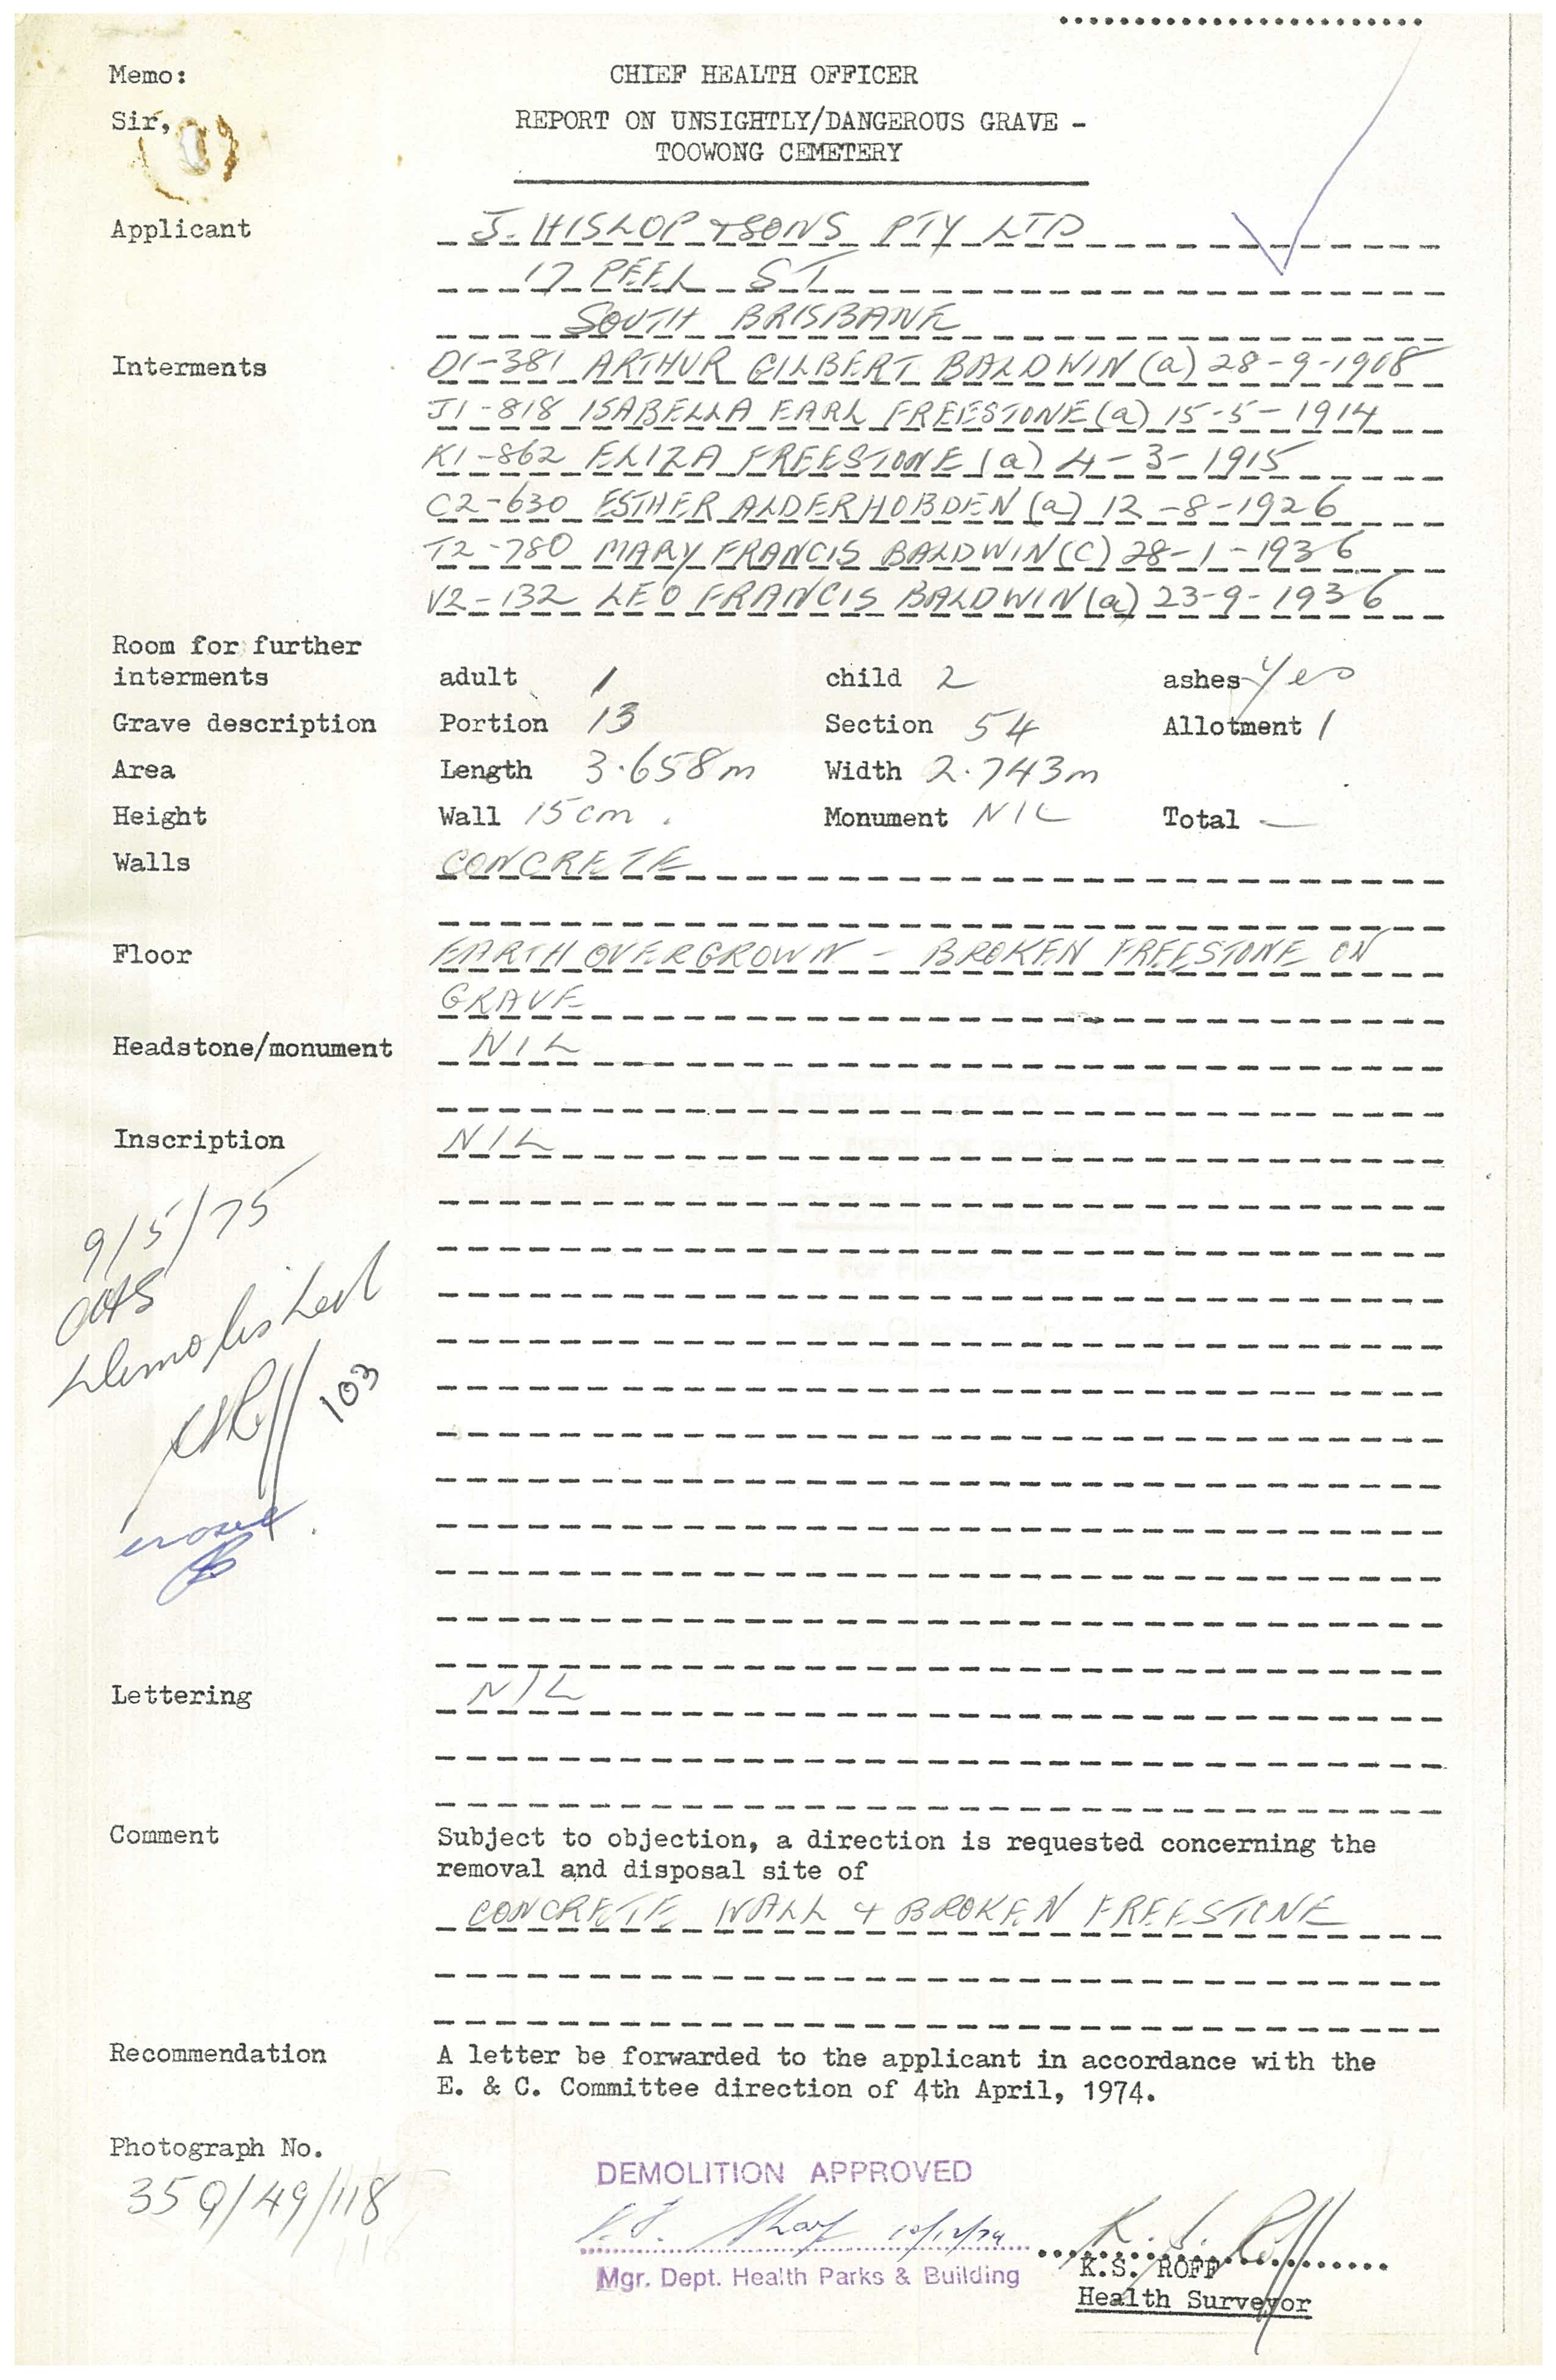 Memo: CHIEF HEALTH OFFICER
Sir, REPORT ON UNSIGHTLY/DANGEROUS GRAVE -
TOOWONG CEMETERY
Applicant J. HISLOP & SONS PTY LTD
17 PEEL ST
SOUTH BRISBANE
Interments D1-381 ARTHUR GILBERT BALDWIN (a) 28-9-1908
J1-818 ISABELLA EARL FREESTONE (a) 15-5-1914
K1-862 ELIZA FREESTONE (a) 4-3-1915
C2-630 ESTHER ALDERHOBDEN (a) 12-8-1926
T2-780 MARY FRANCIS BALDWIN (C) 28-1-1936
V2-132 LEO FRANCIS BALDWIN (a) 23-9-1936
Room for further
interments adult 1 child 2 ashes Yes
Grave description Portion 13 Section 54 Allotment 1
Area Length 3.658m Width 2.743m
Height Wall 15cm. Monument NIL Total —
Walls CONCRETE
Floor EARTH OVERGROWN - BROKEN FREESTONE ON
GRAVE
Headstone/monument NIL
Inscription NIL
9/5/75
Demolished
103
Lettering NIL
Comment Subject to objection, a direction is requested concerning the
removal and disposal site of
CONCRETE WALL & BROKEN FREESTONE
Recommendation A letter be forwarded to the applicant in accordance with the
E. & C. Committee direction of 4th April, 1974.
Photograph No.
359/49/118
DEMOLITION APPROVED
10/12/74
K.S. ROFF
Mgr. Dept. Health Parks & Building
Health Surveyor